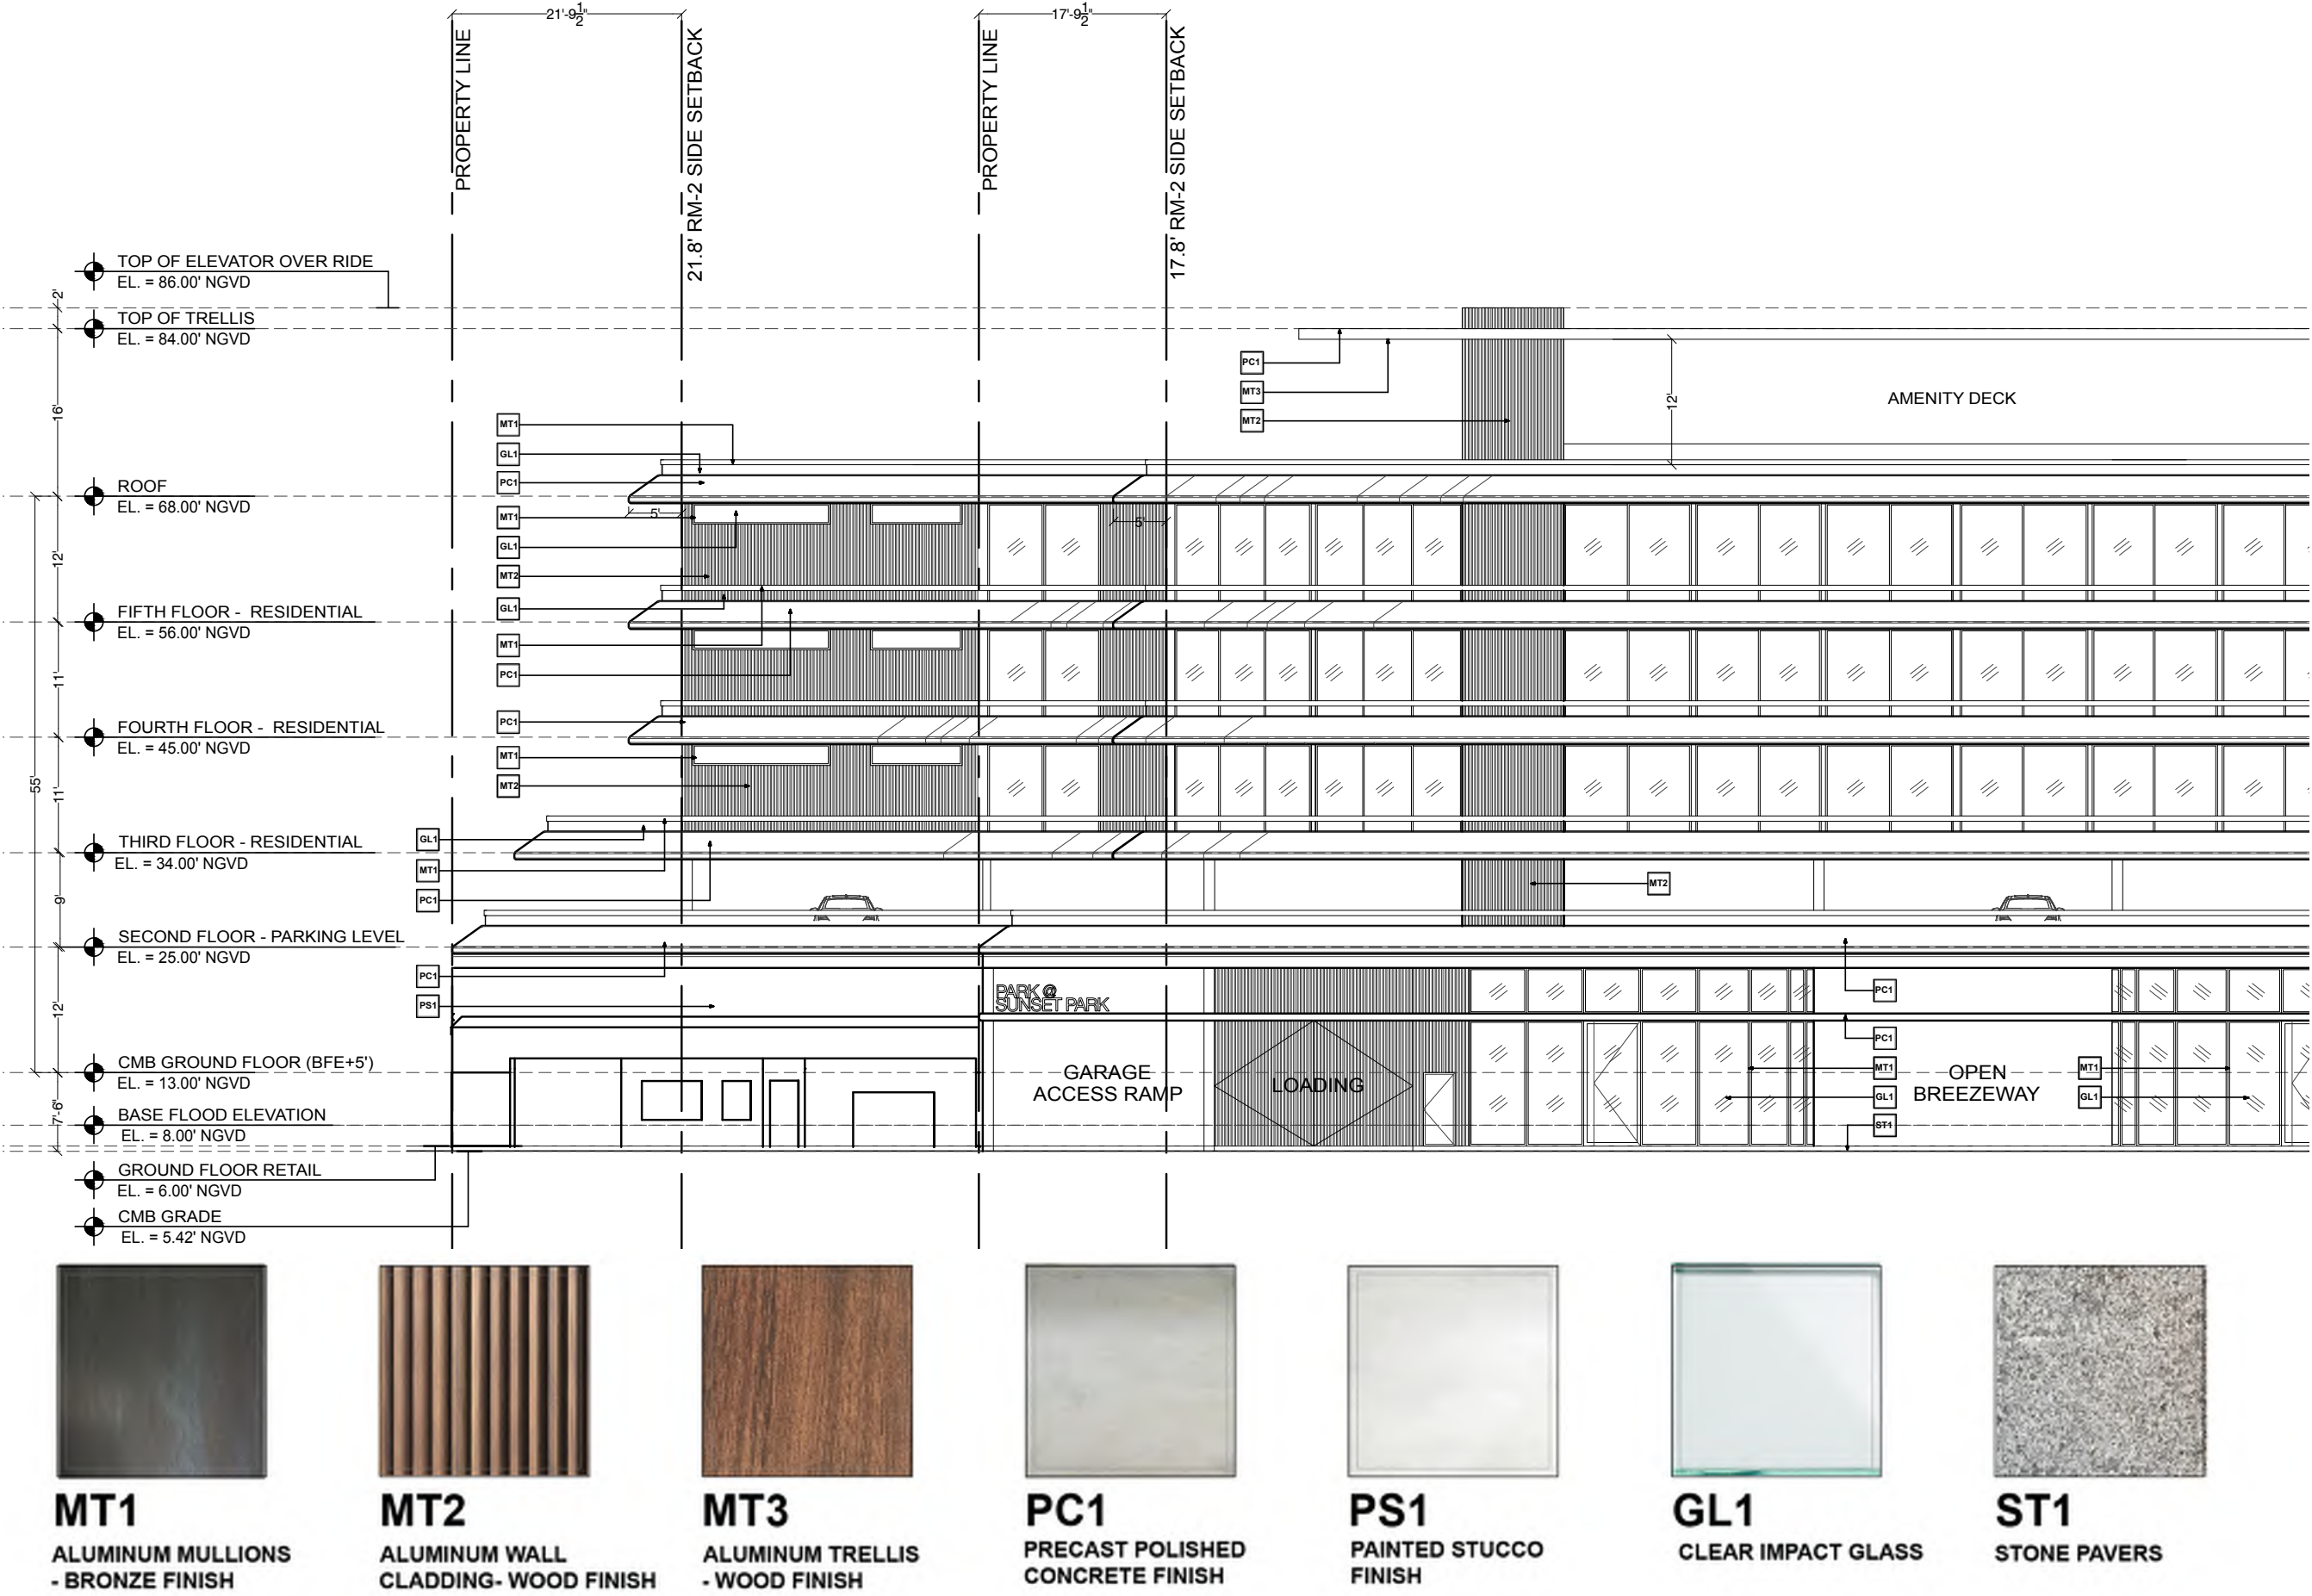 21'-9 1/2"
17'-9 1/2"
PROPERTY LINE
21.8' RM-2 SIDE SETBACK
PROPERTY LINE
17.8' RM-2 SIDE SETBACK
TOP OF ELEVATOR OVER RIDE
EL. = 86.00' NGVD
2'
TOP OF TRELLIS
EL. = 84.00' NGVD
16'
PC1
MT3
MT2
12'
AMENITY DECK
MT1
GL1
PC1
ROOF
EL. = 68.00' NGVD
5'
5'
MT1
GL1
MT2
12'
GL1
FIFTH FLOOR - RESIDENTIAL
EL. = 56.00' NGVD
MT1
PC1
11'
PC1
FOURTH FLOOR - RESIDENTIAL
EL. = 45.00' NGVD
MT1
MT2
55'
11'
GL1
THIRD FLOOR - RESIDENTIAL
EL. = 34.00' NGVD
MT1
PC1
MT2
9'
SECOND FLOOR - PARKING LEVEL
EL. = 25.00' NGVD
PC1
PS1
PARK @
SUNSET PARK
PC1
12'
PC1
CMB GROUND FLOOR (BFE+5')
EL. = 13.00' NGVD
GARAGE
ACCESS RAMP
LOADING
MT1
GL1
ST1
OPEN
BREEZEWAY
MT1
GL1
7'-6"
BASE FLOOD ELEVATION
EL. = 8.00' NGVD
GROUND FLOOR RETAIL
EL. = 6.00' NGVD
CMB GRADE
EL. = 5.42' NGVD
MT1
ALUMINUM MULLIONS
- BRONZE FINISH
MT2
ALUMINUM WALL
CLADDING- WOOD FINISH
MT3
ALUMINUM TRELLIS
- WOOD FINISH
PC1
PRECAST POLISHED
CONCRETE FINISH
PS1
PAINTED STUCCO
FINISH
GL1
CLEAR IMPACT GLASS
ST1
STONE PAVERS